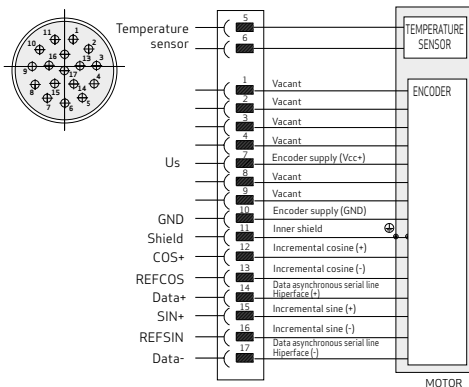 11 1
10 2
16 13
9 3
17
8 15 14 4
7 6 5
Temperature sensor
5
6
TEMPERATURE
SENSOR
ENCODER
1 Vacant
2 Vacant
3 Vacant
4 Vacant
Us 7 Encoder supply (Vcc+)
8 Vacant
9 Vacant
GND 10 Encoder supply (GND)
Shield 11 Inner shield
COS+ 12 Incremental cosine (+)
REFCOS 13 Incremental cosine (-)
Data+ 14 Data asynchronous serial line
Hiperface (+)
SIN+ 15 Incremental sine (+)
REFSIN 16 Incremental sine (-)
Data- 17 Data asynchronous serial line
Hiperface (-)
MOTOR